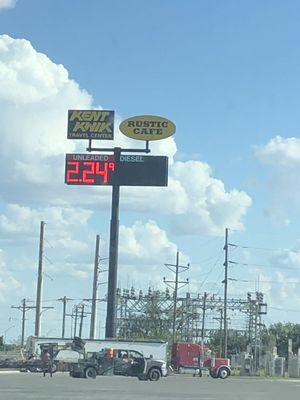 KENT
KWIK
TRAVEL CENTER
RUSTIC
CAFE
UNLEADED DIESEL
2.24⁹